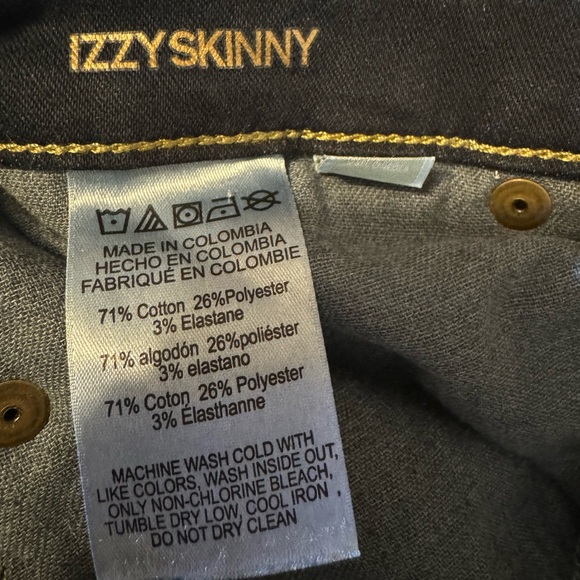 IZZY SKINNY
MADE IN COLOMBIA
HECHO EN COLOMBIA
FABRIQUÉ EN COLOMBIE
71% Cotton 26%Polyester
3% Elastane
71% algodón 26%poliéster
3% elastano
71% Coton 26% Polyester
3% Élasthanne
MACHINE WASH COLD WITH
LIKE COLORS, WASH INSIDE OUT,
ONLY NON-CHLORINE BLEACH,
TUMBLE DRY LOW, COOL IRON ,
DO NOT DRY CLEAN